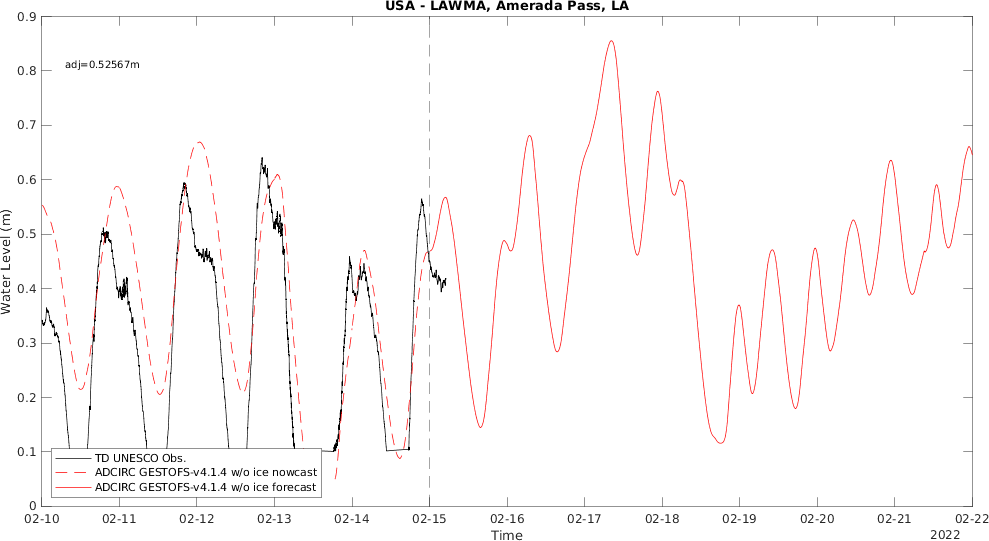 USA - LAWMA, Amerada Pass, LA
0.9
adj=0.52567m
0.8
0.7
0.6
0.5
0.4
0.3
0.2
0.1
0
Water Level (m)
TD UNESCO Obs.
ADCIRC GESTOFS-v4.1.4 w/o ice nowcast
ADCIRC GESTOFS-v4.1.4 w/o ice forecast
02-10 02-11 02-12 02-13 02-14 02-15 02-16 02-17 02-18 02-19 02-20 02-21 02-22
Time
2022